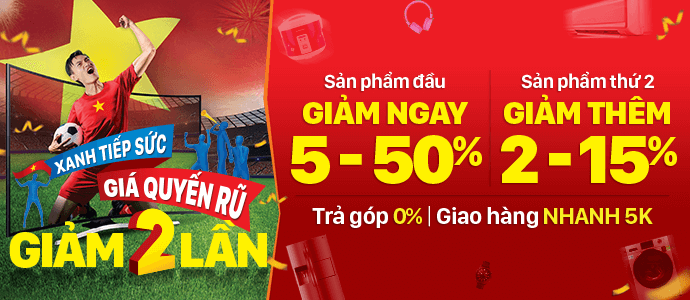 XANH TIẾP SỨC
GIÁ QUYẾN RŨ
GIẢM 2 LẦN
Sản phẩm đầu
GIẢM NGAY
5 - 50%
Sản phẩm thứ 2
GIẢM THÊM
2 - 15%
Trả góp 0% | Giao hàng NHANH 5K